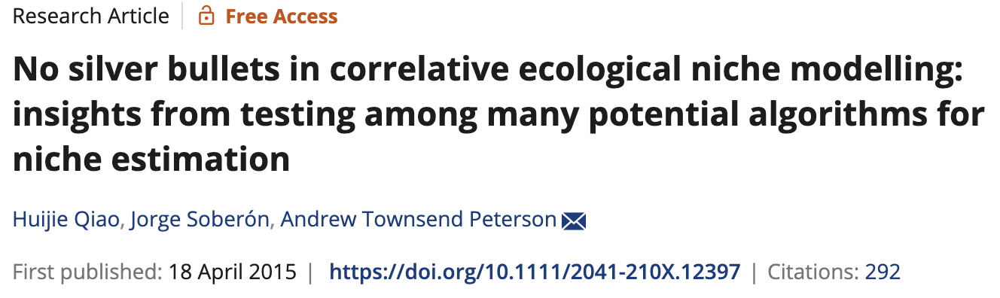 Research Article | Free Access
No silver bullets in correlative ecological niche modelling:
insights from testing among many potential algorithms for
niche estimation
Huijie Qiao, Jorge Soberón, Andrew Townsend Peterson
First published: 18 April 2015 | https://doi.org/10.1111/2041-210X.12397 | Citations: 292